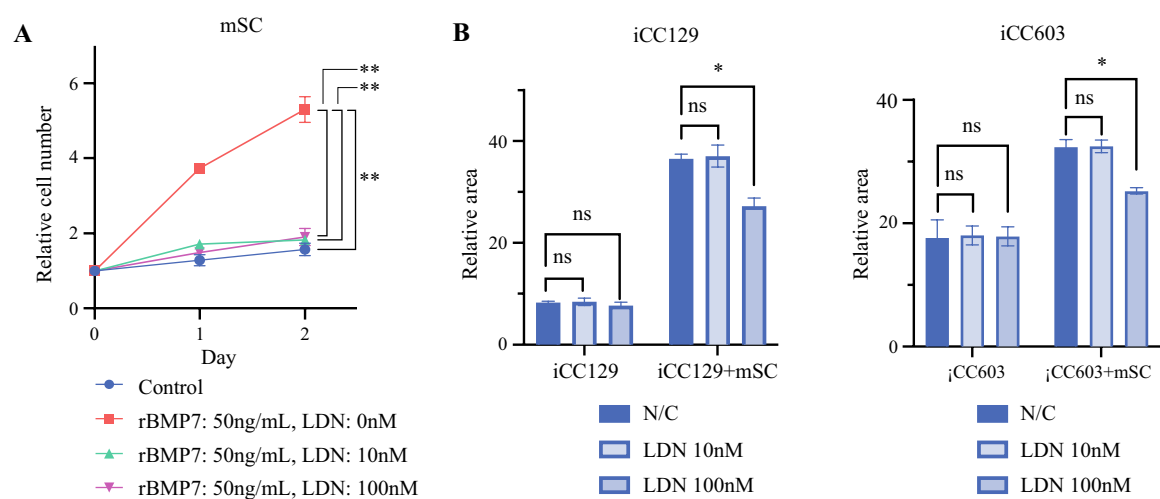 A
mSC
Relative cell number
6
4
2
0
**
**
**
0
1
2
Day
Control
rBMP7: 50ng/mL, LDN: 0nM
rBMP7: 50ng/mL, LDN: 10nM
rBMP7: 50ng/mL, LDN: 100nM
B
iCC129
Relative area
40
20
0
ns
ns
ns
*
iCC129
iCC129+mSC
N/C
LDN 10nM
LDN 100nM
iCC603
Relative area
40
20
0
ns
ns
ns
*
¡CC603
¡CC603+mSC
N/C
LDN 10nM
LDN 100nM